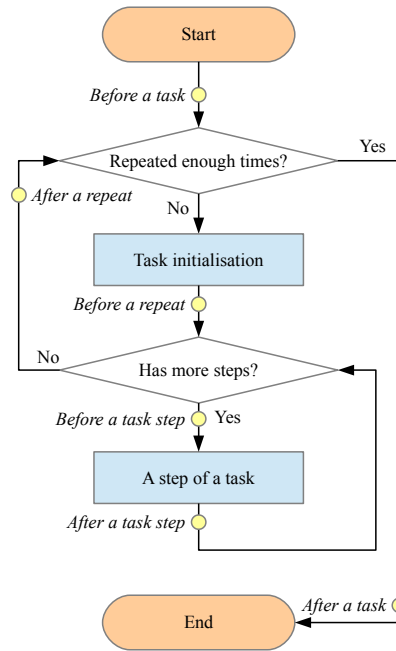 Start
Before a task
Repeated enough times?
Yes
After a repeat
No
Task initialisation
Before a repeat
Has more steps?
No
Before a task step
Yes
A step of a task
After a task step
After a task
End